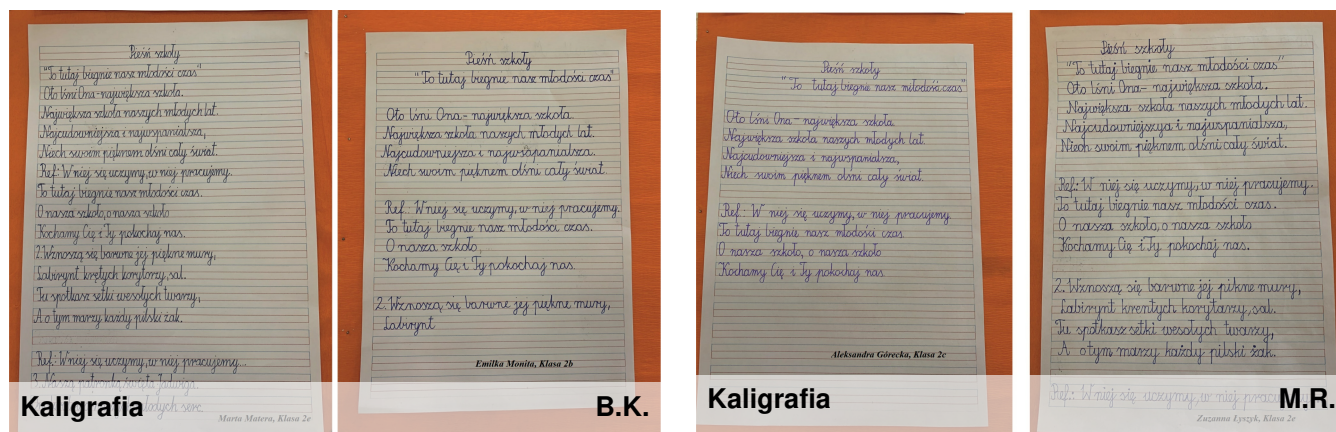 Pieśń szkoły
"To tutaj biegnie nasz młodości czas"
Oto lśni Ona-największa szkoła.
Największa szkoła naszych młodych lat.
Najcudowniejsza i najwspanialsza,
Niech swoim pięknem olśni cały świat.
Ref: W niej się uczymy, w niej pracujemy.
To tutaj biegnie nasz młodości czas.
O nasza szkoło, o nasza szkoło
Kochamy Cię i Ty pokochaj nas.
2. Wznoszą się barwne jej piękne mury,
Labirynt krętych korytarzy, sal.
Tu spotkasz setki wesołych twarzy,
A o tym marzy każdy pilski żak.
Ref: W niej się uczymy, w niej pracujemy...
3. Naszą patronką święta Jadwiga.
młodych serc
Marta Matera, Klasa 2e
Kaligrafia
Pieśń szkoły
"To tutaj biegnie nasz młodości czas"
Oto lśni Ona- największa szkoła.
Największa szkoła naszych młodych lat.
Najcudowniejsza i najwsapanialsza.
Niech swoim pięknem olśni cały świat.
Ref.: W niej się uczymy, w niej pracujemy.
To tutaj biegnie nasz młodości czas.
O nasza szkoło,
Kochamy Cię i Ty pokochaj nas.
2. Wznoszą się barwne jej piękne mury,
Labirynt
Emilka Monita, Klasa 2b
B.K.
Pieśń szkoły
"To tutaj biegnie nasz młodości czas"
Oto lśni Ona- największa szkoła.
Największa szkoła naszych młodych lat.
Najcudowniejsza i najwspanialsza,
Niech swoim pięknem olśni cały świat.
Ref.: W niej się uczymy, w niej pracujemy.
To tutaj biegnie nasz młodości czas
O nasza szkoło, o nasza szkoło
Kochamy Cię i Ty pokochaj nas.
Aleksandra Górecka, Klasa 2c
Kaligrafia
Pieśń szkoły
"To tuttaj biegnie nasz młodości czas"
Oto lśni Ona- największa szkoła.
Największa szkoła naszych młodych lat.
Najcudowniejszya i najwspanialsza,
Niech swoim pięknem olśni cały świat.
Ref.: W niej się uczymy, w niej pracujemy.
To tutaj biegnie nasz młodości czas.
O nasza szkoło, o nasza szkoło
Kochamy Cię i Ty pokochaj nas.
2. Wznoszą się barwne jej pikne mury,
Labirynt krentych korytarzy, sal.
Tu spotkasz setki wesołych twarzy,
A o tym marzy każdy pilski żak.
Ref.: W niej się uczymy, w niej
Zuzanna Łyszyk, Klasa 2e
M.R.